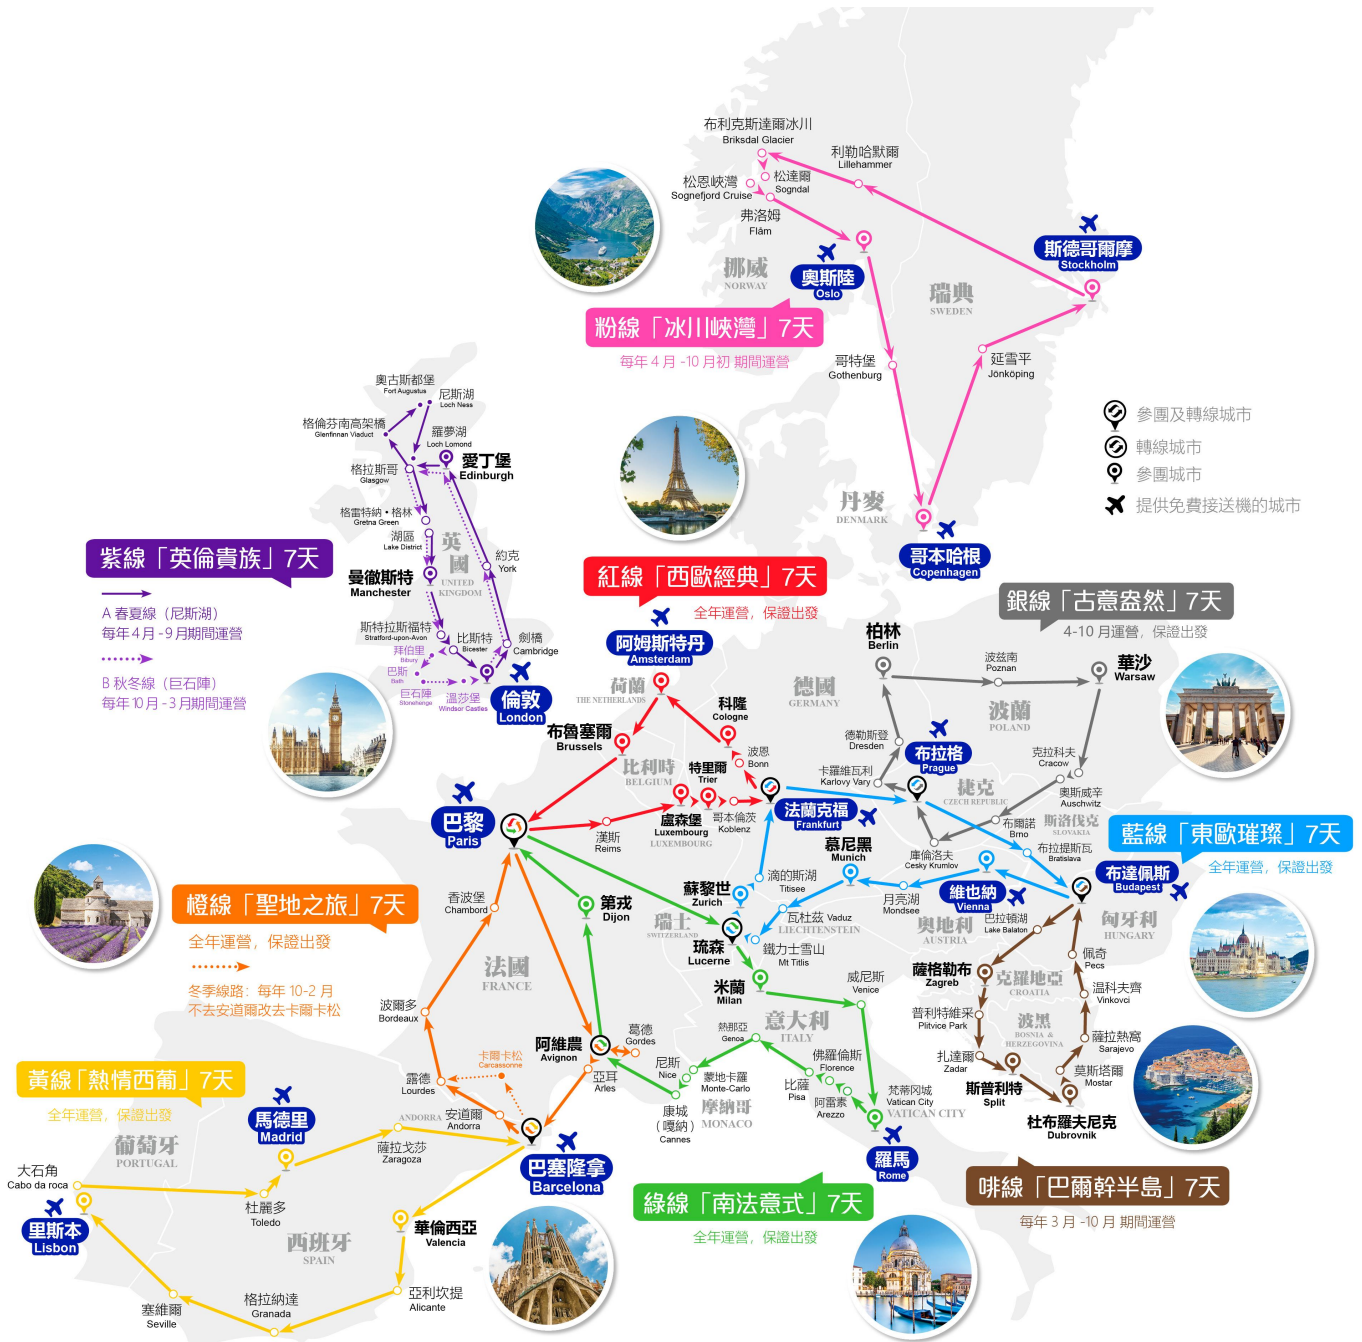 布利克斯達爾冰川
Briksdal Glacier
利勒哈默爾
Lillehammer
松恩峽灣
Sognefjord Cruise
松達爾
Sogndal
弗洛姆
Flåm
挪威
NORWAY
奧斯陸
Oslo
斯德哥爾摩
Stockholm
瑞典
SWEDEN
粉線「冰川峽灣」7天
每年 4 月 -10 月初 期間運營
哥特堡
Gothenburg
延雪平
Jönköping
丹麥
DENMARK
哥本哈根
Copenhagen
參團及轉線城市
轉線城市
參團城市
提供免費接送機的城市
奧古斯都堡
Fort Augustus
尼斯湖
Loch Ness
格倫芬南高架橋
Glenfinnan Viaduct
羅夢湖
Loch Lomond
愛丁堡
Edinburgh
格拉斯哥
Glasgow
格雷特納・格林
Gretna Green
湖區
Lake District
英國
UNITED
KINGDOM
約克
York
曼徹斯特
Manchester
斯特拉斯福特
Stratford-upon-Avon
比斯特
Bicester
劍橋
Cambridge
拜伯里
Bibury
巴斯
Bath
巨石陣
Stonehenge
溫莎堡
Windsor Castles
倫敦
London
紫線「英倫貴族」7天
A 春夏線（尼斯湖）
每年 4 月 -9 月期間運營
B 秋冬線（巨石陣）
每年 10 月 - 3 月期間運營
紅線「西歐經典」7天
全年運營，保證出發
阿姆斯特丹
Amsterdam
荷蘭
THE NETHERLANDS
科隆
Cologne
布魯塞爾
Brussels
比利時
BELGIUM
波恩
Bonn
特里爾
Trier
盧森堡
Luxembourg
LUXEMBOURG
哥本倫茨
Koblenz
漢斯
Reims
巴黎
Paris
法蘭克福
Frankfurt
德國
GERMANY
銀線「古意盎然」7天
4-10 月運營，保證出發
柏林
Berlin
波茲南
Poznan
華沙
Warsaw
波蘭
POLAND
德勒斯登
Dresden
布拉格
Prague
卡羅維瓦利
Karlovy Vary
捷克
CZECH REPUBLIC
克拉科夫
Cracow
奧斯威辛
Auschwitz
布爾諾
Brno
斯洛伐克
SLOVAKIA
庫倫洛夫
Cesky Krumlov
布拉提斯瓦
Bratislava
藍線「東歐璀璨」7天
全年運營，保證出發
布達佩斯
Budapest
慕尼黑
Munich
滴的斯湖
Titisee
蘇黎世
Zurich
瓦杜茲 Vaduz
LIECHTENSTEIN
月亮湖
Mondsee
維也納
Vienna
奧地利
AUSTRIA
瑞士
SWITZERLAND
琉森
Lucerne
鐵力士雪山
Mt Titlis
匈牙利
HUNGARY
巴拉頓湖
Lake Balaton
佩奇
Pecs
薩格勒布
Zagreb
克羅地亞
CROATIA
温科夫齊
Vinkovci
普利特維采
Plitvice Park
波黑
BOSNIA &
HERZEGOVINA
薩拉熱窩
Sarajevo
扎達爾
Zadar
斯普利特
Split
莫斯塔爾
Mostar
杜布羅夫尼克
Dubrovnik
啡線「巴爾幹半島」7天
每年 3 月 -10 月 期間運營
橙線「聖地之旅」7天
全年運營，保證出發
冬季線路：每年 10-2 月
不去安道爾改去卡爾卡松
香波堡
Chambord
第戎
Dijon
法國
FRANCE
波爾多
Bordeaux
阿維農
Avignon
葛德
Gordes
亞耳
Arles
卡爾卡松
Carcassonne
露德
Lourdes
ANDORRA
安道爾
Andorra
米蘭
Milan
威尼斯
Venice
意大利
ITALY
熱那亞
Genoa
尼斯
Nice
蒙地卡羅
Monte-Carlo
摩納哥
MONACO
康城
（嘎納）
Cannes
佛羅倫斯
Florence
比薩
Pisa
阿雷素
Arezzo
梵蒂冈城
Vatican City
VATICAN CITY
羅馬
Rome
綠線「南法意式」7天
全年運營，保證出發
黃線「熱情西葡」7天
全年運營，保證出發
葡萄牙
PORTUGAL
馬德里
Madrid
薩拉戈莎
Zaragoza
巴塞隆拿
Barcelona
大石角
Cabo da roca
里斯本
Lisbon
杜麗多
Toledo
西班牙
SPAIN
華倫西亞
Valencia
亞利坎提
Alicante
格拉納達
Granada
塞維爾
Seville